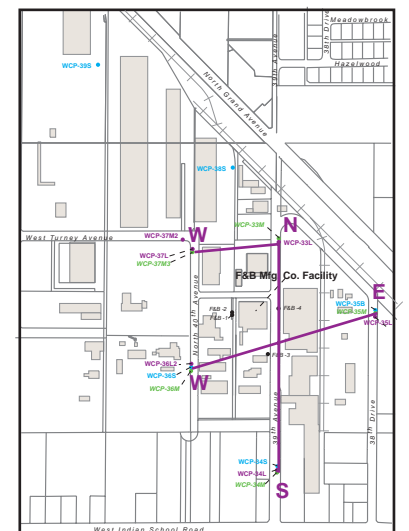 Meadowbrook
38th Drive
Hazelwood
39th Avenue
WCP-39S
North Grand Avenue
WCP-38S
WCP-33M
N
WCP-37M2
W
West Turney Avenue
WCP-33L
WCP-37L
WCP-37M3
F&B Mfg. Co. Facility
E
WCP-35B
WCP-35M
F&B -2
F&B -4
F&B -1
WCP-35L
North 40th Avenue
F&B -3
WCP-36L2
WCP-36S
W
WCP-36M
39th Avenue
38th Drive
WCP-34S
WCP-34L
WCP-34M
S
West Indian School Road